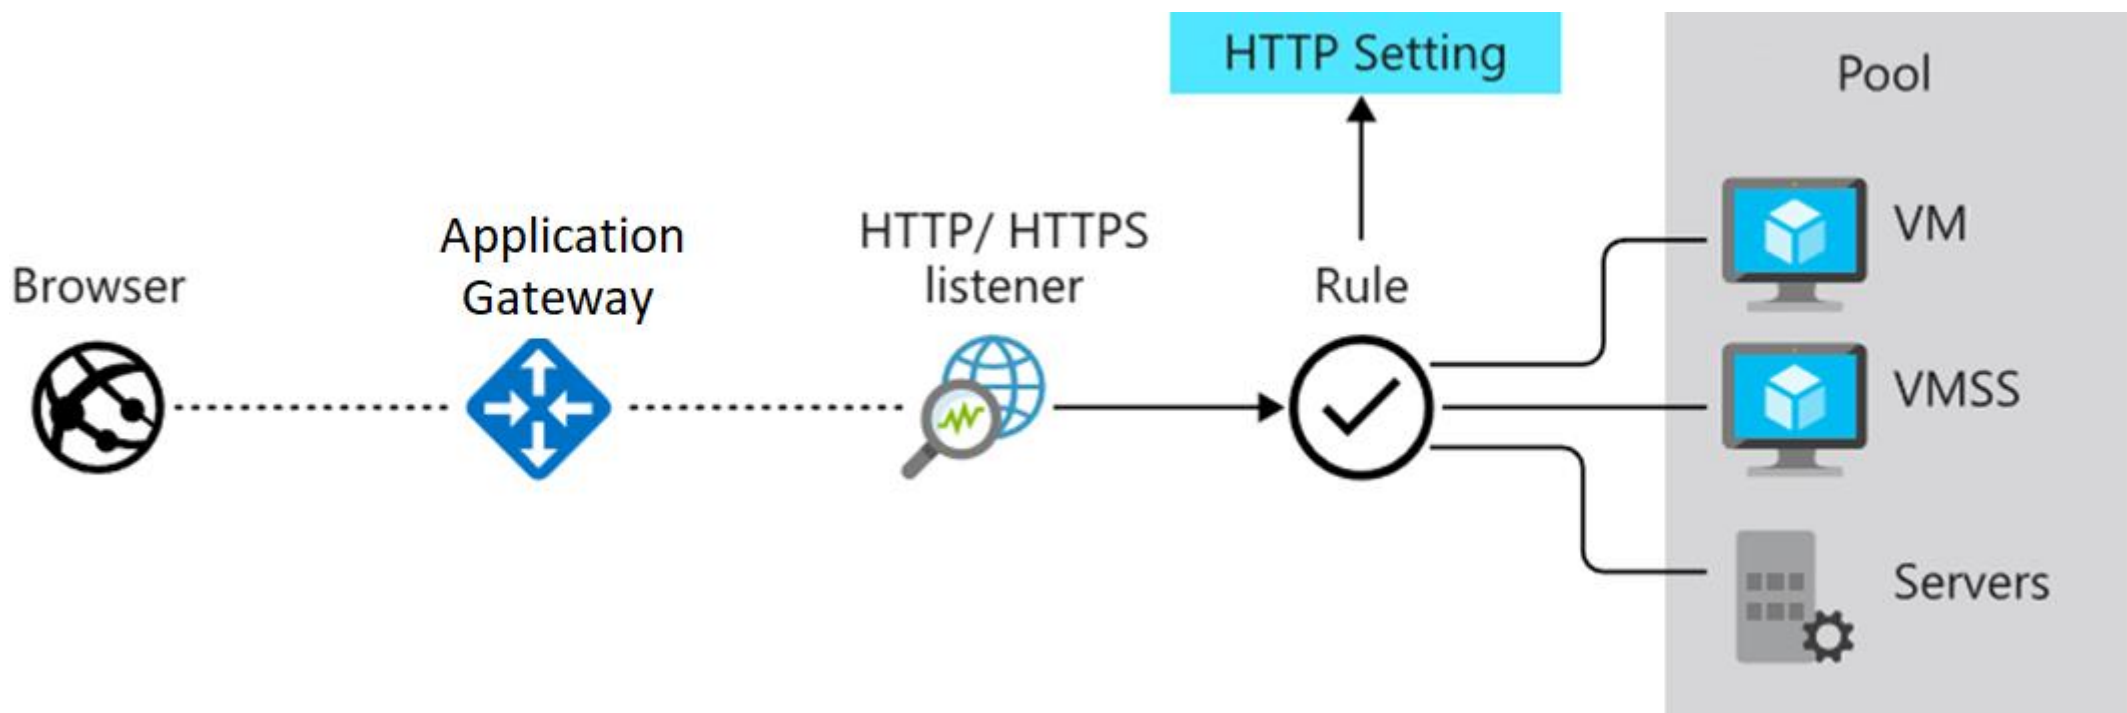 HTTP Setting
Pool
Browser
Application
Gateway
HTTP/ HTTPS
listener
Rule
VM
VMSS
Servers